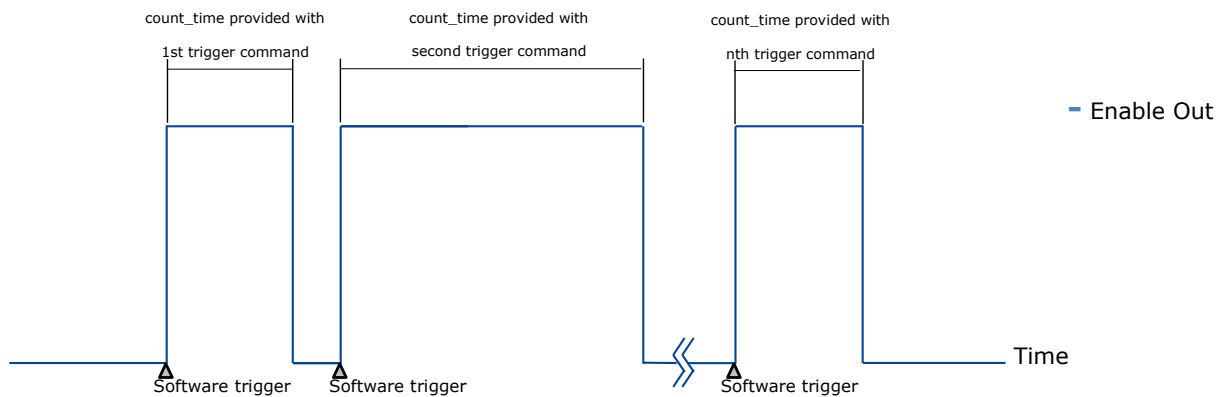 count_time provided with
1st trigger command
count_time provided with
second trigger command
count_time provided with
nth trigger command
Enable Out
Time
Software trigger
Software trigger
Software trigger